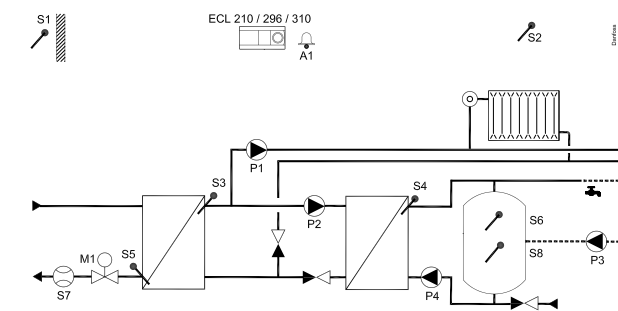 S1
ECL 210 / 296 / 310
A1
S2
Danfoss
P1
S3
P2
S4
S6
S8
P3
M1
S5
S7
P4